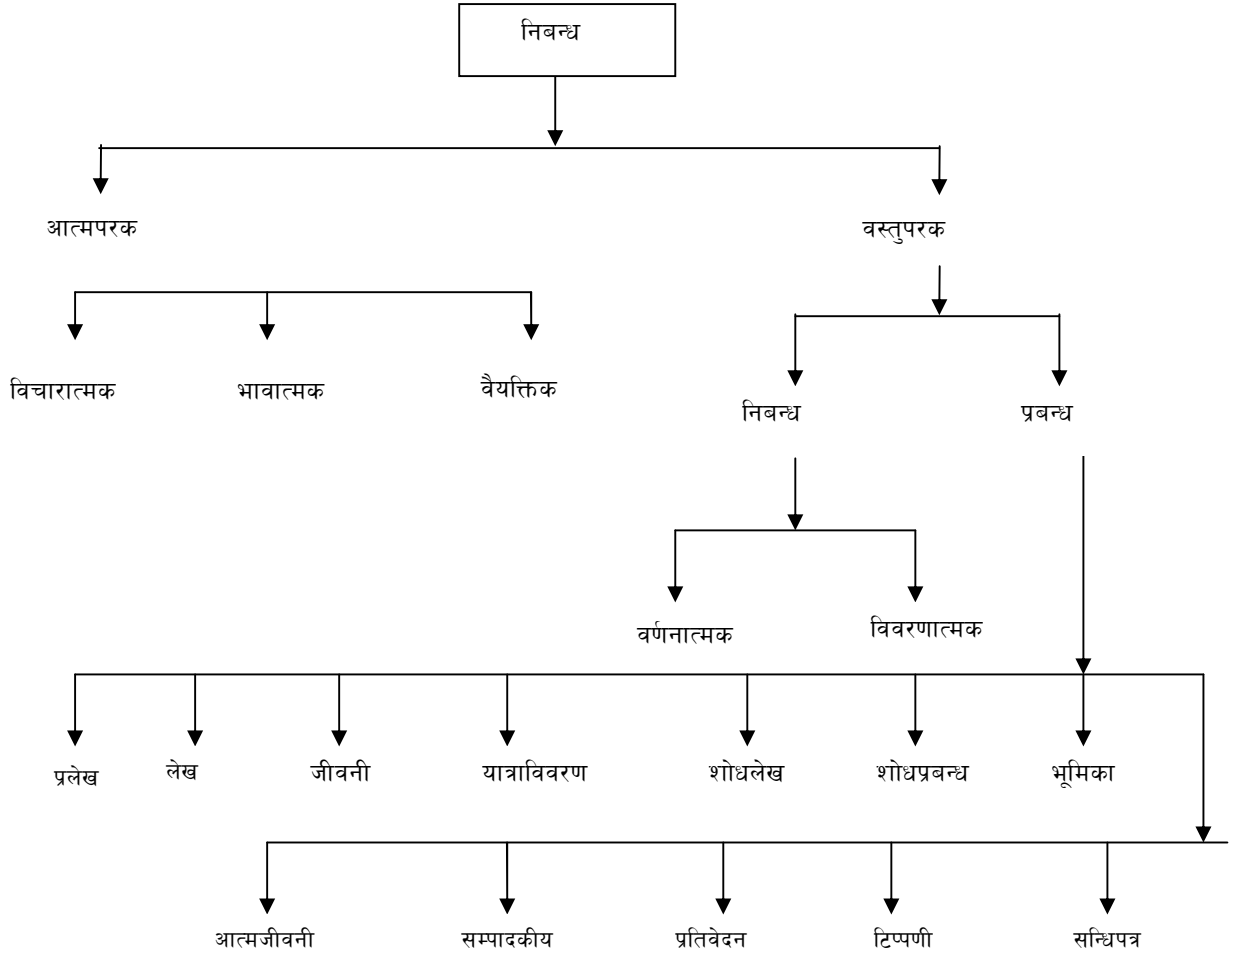 निबन्ध
आत्मपरक वस्तुपरक
विचारात्मक भावात्मक वैयक्तिक
निबन्ध प्रबन्ध
वर्णनात्मक विवरणात्मक
प्रलेख लेख जीवनी यात्राविवरण शोधलेख शोधप्रबन्ध भूमिका
आत्मजीवनी सम्पादकीय प्रतिवेदन टिप्पणी सन्धिपत्र